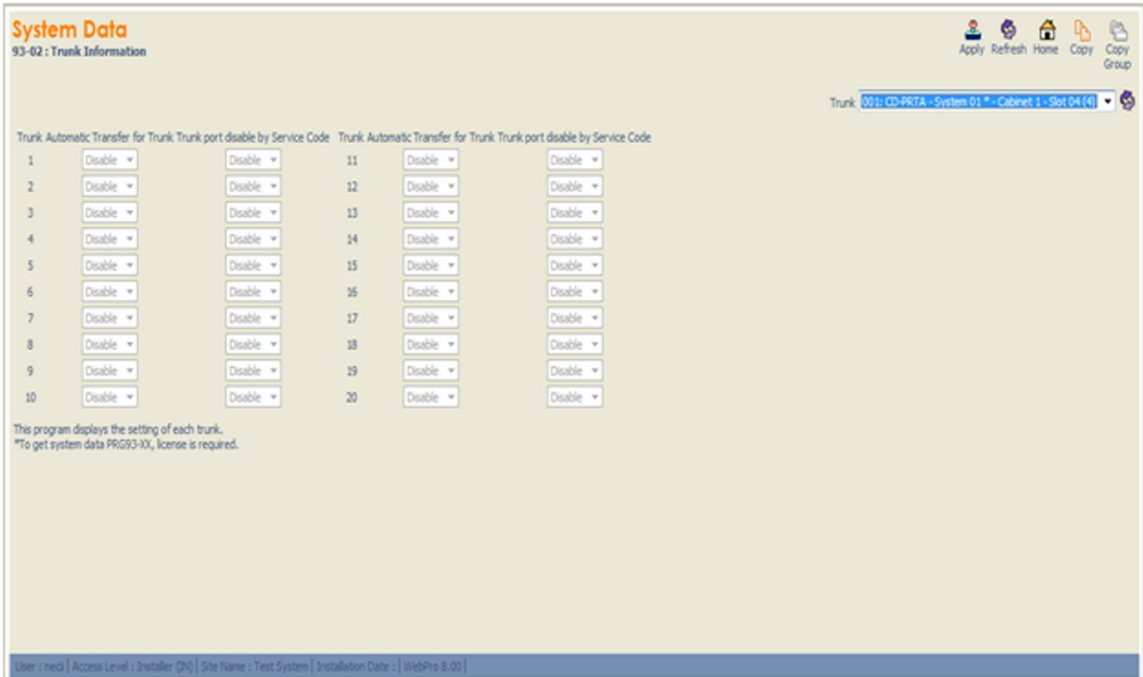 System Data
93-02 : Trunk Information
Apply Refresh Home Copy Copy Group
Trunk 001: CD-PRTA - System 01 * - Cabinet 1 - Slot 04 (4)
Trunk Automatic Transfer for Trunk Trunk port disable by Service Code Trunk Automatic Transfer for Trunk Trunk port disable by Service Code
1 Disable Disable 11 Disable Disable
2 Disable Disable 12 Disable Disable
3 Disable Disable 13 Disable Disable
4 Disable Disable 14 Disable Disable
5 Disable Disable 15 Disable Disable
6 Disable Disable 16 Disable Disable
7 Disable Disable 17 Disable Disable
8 Disable Disable 18 Disable Disable
9 Disable Disable 19 Disable Disable
10 Disable Disable 20 Disable Disable
This program displays the setting of each trunk.
*To get system data PRG93-XX, license is required.
User : necii | Access Level : Installer (IN) | Site Name : Test System | Installation Date : | WebPro 8.00 |